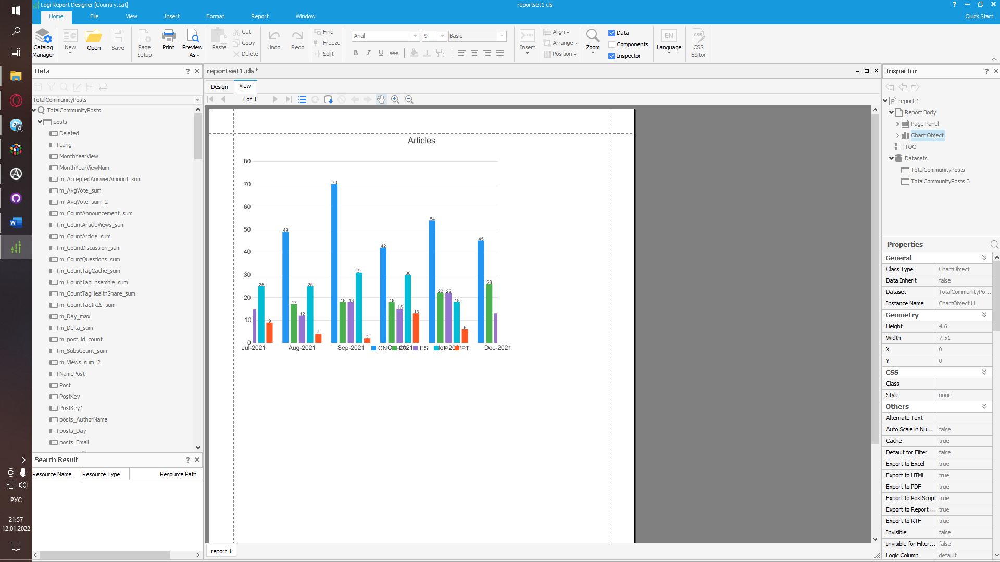 Logi Report Designer [Country.cat]
reportset1.cls
Home File View Insert Format Report Window Quick Start
Catalog Manager
New
Open
Save
Page Setup
Print
Preview As
Paste
Cut
Copy
Delete
Undo
Redo
Find
Freeze
Split
Arial 9 Basic
B I U abc
Insert
Align
Arrange
Position
Zoom
Data
Components
Inspector
EN
Language
CSS
CSS Editor
Data
TotalCommunityPosts
TotalCommunityPosts
posts
Deleted
Lang
MonthYearView
MonthYearViewNum
m_AcceptedAnswerAmount_sum
m_AvgVote_sum
m_AvgVote_sum_2
m_CountAnnouncement_sum
m_CountArticleViews_sum
m_CountArticle_sum
m_CountDiscussion_sum
m_CountQuestions_sum
m_CountTagCache_sum
m_CountTagEnsemble_sum
m_CountTagHealthShare_sum
m_CountTagIRIS_sum
m_Day_max
m_Delta_sum
m_post_id_count
m_SubsCount_sum
m_Views_sum_2
NamePost
Post
PostKey
PostKey1
posts_AuthorName
posts_Day
posts_Email
Search Result
Resource Name Resource Type Resource Path
РУС
21:57
12.01.2022
reportset1.cls*
Design View
1 of 1
Articles
80
70
60
50
40
30
20
10
0
25 9
49 17 12 25 4
70 18 18 31 2
42 18 15 30 13
54 22 22 18 6
45 26
Jul-2021 Aug-2021 Sep-2021 Oct-2021 Nov-2021 Dec-2021
CN EN ES JP PT
report 1
Inspector
report 1
Report Body
Page Panel
Chart Object
TOC
Datasets
TotalCommunityPosts
TotalCommunityPosts 3
Properties
General
Class Type ChartObject
Data Inherit false
Dataset TotalCommunityPo...
Instance Name ChartObject11
Geometry
Height 4.6
Width 7.51
X 0
Y 0
CSS
Class
Style none
Others
Alternate Text
Auto Scale in Nu... false
Cache true
Default for Filter false
Export to Excel true
Export to HTML true
Export to PDF true
Export to PostScript true
Export to Report ... true
Export to RTF true
Invisible false
Invisible for Filter... false
Logic Column default